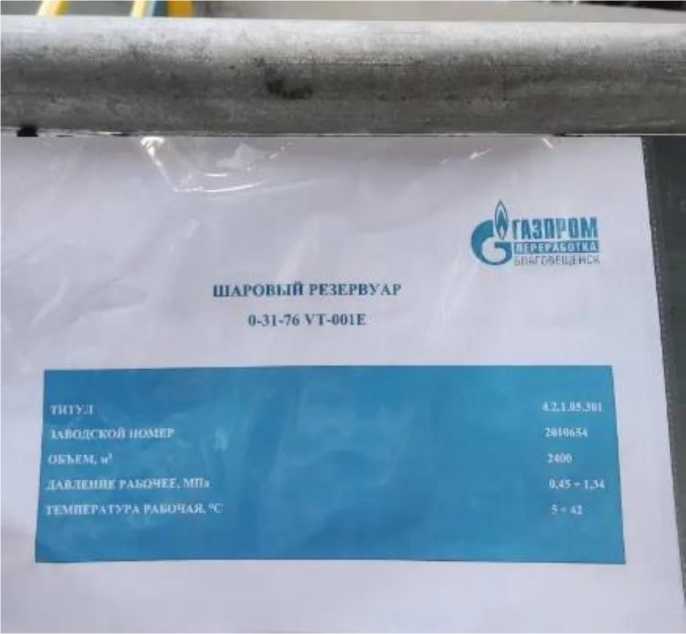 ГАЗПРОМ
ПЕРЕРАБОТКА
БЛАГОВЕЩЕНСК
ШАРОВЫЙ РЕЗЕРВУАР
0-31-76 VT-001E
ТИТУЛ 4.2.1.05.301
ЗАВОДСКОЙ НОМЕР 2010654
ОБЪЕМ, м³ 2400
ДАВЛЕНИЕ РАБОЧЕЕ, МПа 0,45 ÷ 1,34
ТЕМПЕРАТУРА РАБОЧАЯ, °С 5 ÷ 42